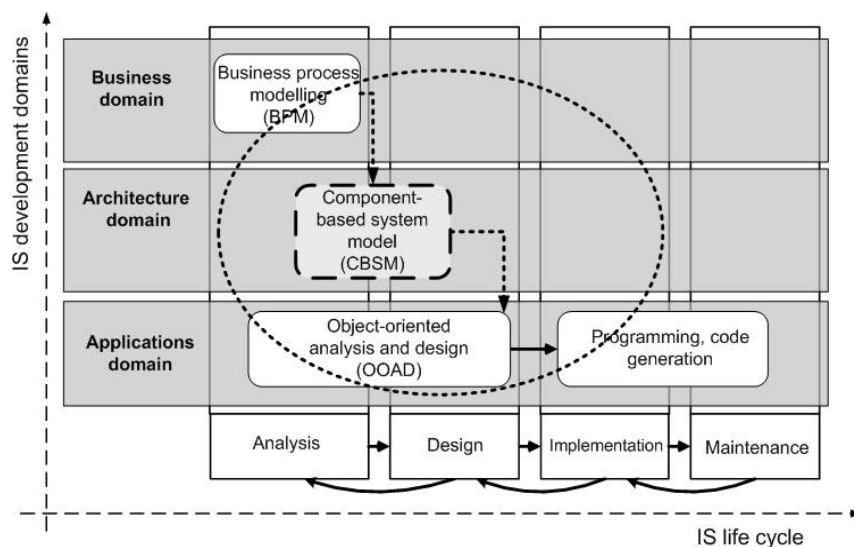 IS development domains
Business
domain
Business process
modelling
(BPM)
Architecture
domain
Component-
based system
model
(CBSM)
Applications
domain
Object-oriented
analysis and design
(OOAD)
Programming, code
generation
Analysis
Design
Implementation
Maintenance
IS life cycle